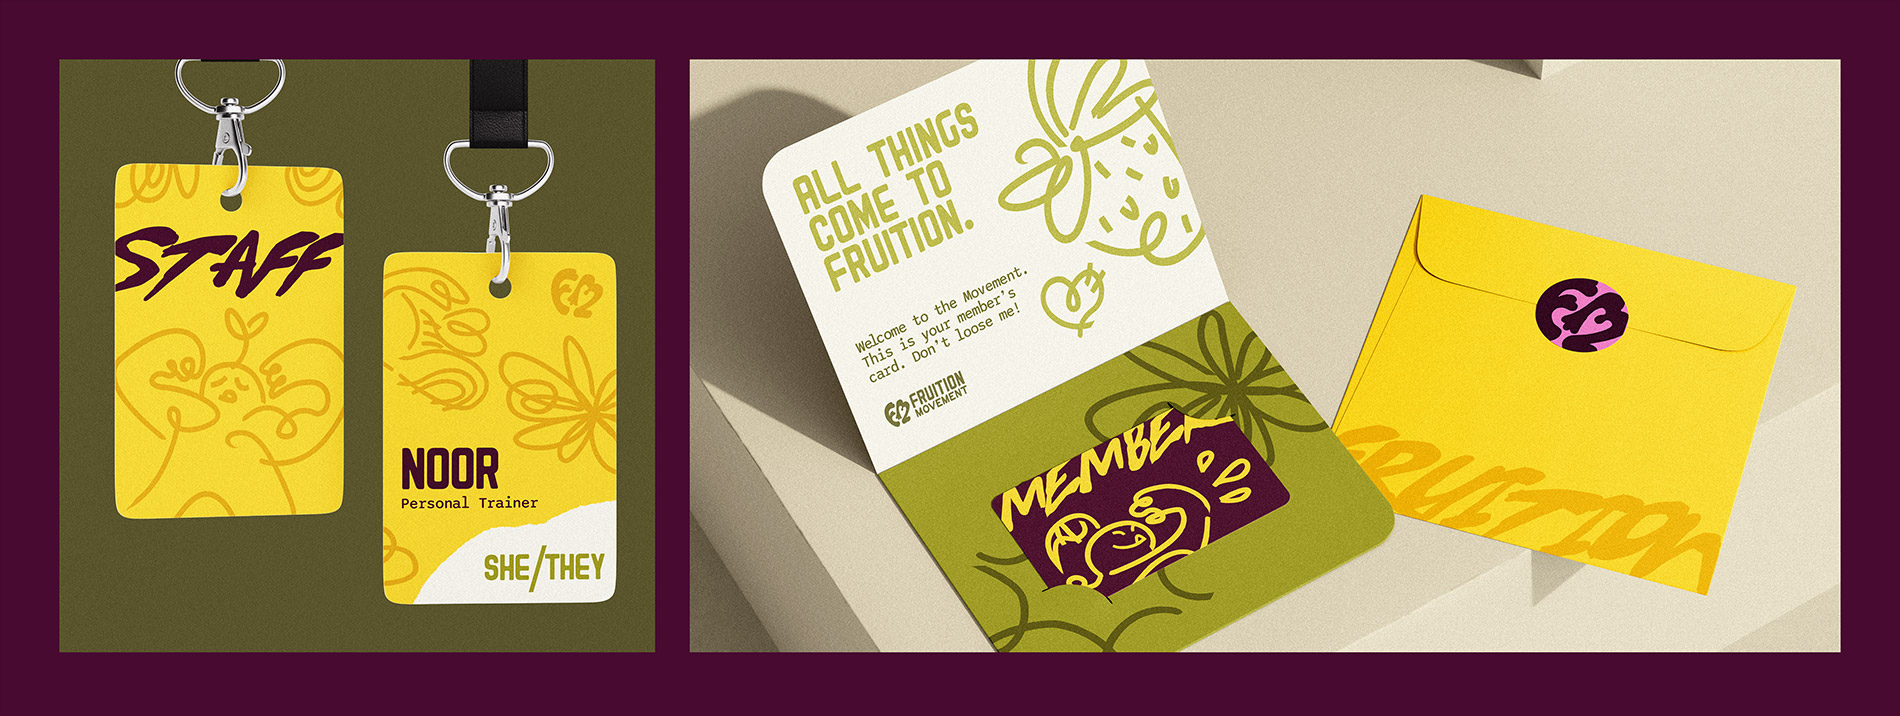 STAFF
NOOR
Personal Trainer
SHE/THEY
ALL THINGS
COME TO
FRUITION.
Welcome to the Movement.
This is your member's
card. Don't loose me!
FRUITION
MOVEMENT
MEMBER
FRUITION